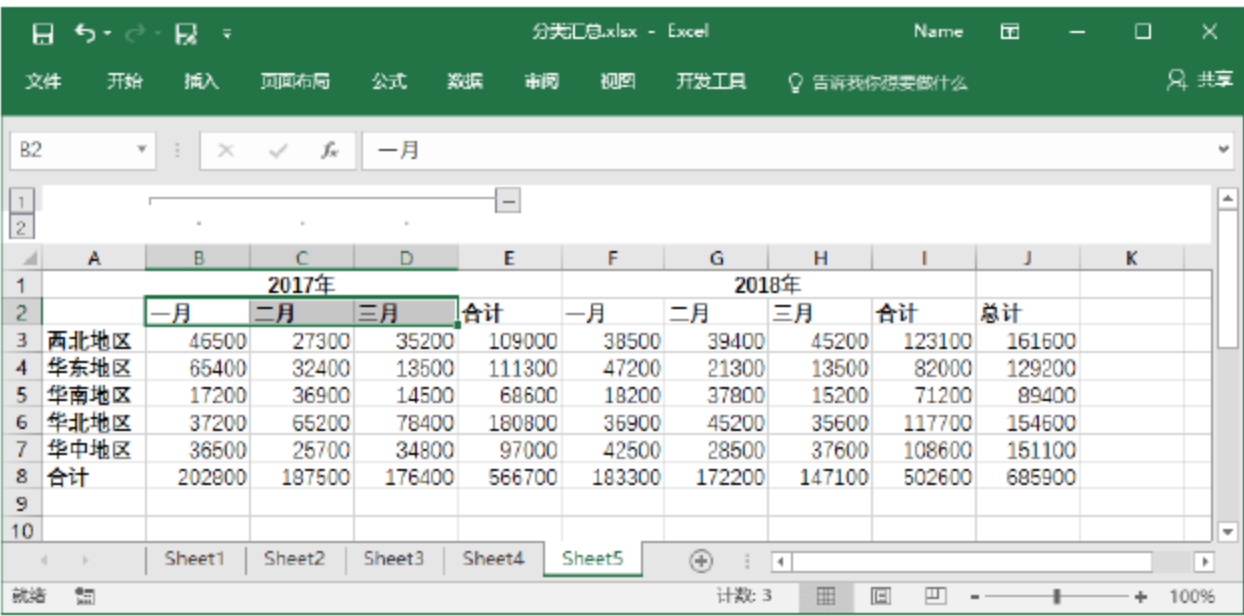 分类汇总.xlsx - Excel Name
文件 开始 插入 页面布局 公式 数据 审阅 视图 开发工具 告诉我你想要做什么 共享
B2 fx 一月
1
2
A B C D E F G H I J K
1 2017年 2018年
2 一月 二月 三月 合计 一月 二月 三月 合计 总计
3 西北地区 46500 27300 35200 109000 38500 39400 45200 123100 161600
4 华东地区 65400 32400 13500 111300 47200 21300 13500 82000 129200
5 华南地区 17200 36900 14500 68600 18200 37800 15200 71200 89400
6 华北地区 37200 65200 78400 180800 36900 45200 35600 117700 154600
7 华中地区 36500 25700 34800 97000 42500 28500 37600 108600 151100
8 合计 202800 187500 176400 566700 183300 172200 147100 502600 685900
9
10
Sheet1 Sheet2 Sheet3 Sheet4 Sheet5
就绪 计数: 3 100%